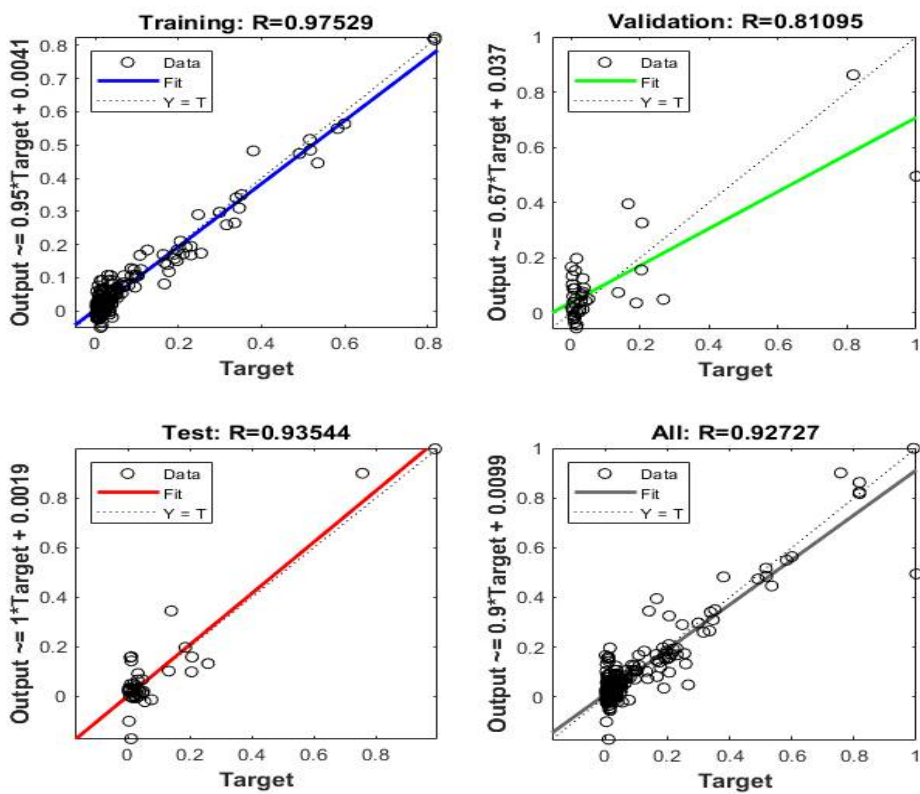 Training: R=0.97529
Output ~= 0.95*Target + 0.0041
0.8
0.7
0.6
0.5
0.4
0.3
0.2
0.1
0
Data
Fit
Y = T
0
0.2
0.4
0.6
0.8
Target
Validation: R=0.81095
Output ~= 0.67*Target + 0.037
1
0.8
0.6
0.4
0.2
0
Data
Fit
Y = T
0
0.2
0.4
0.6
0.8
1
Target
Test: R=0.93544
Output ~= 1*Target + 0.0019
1
0.8
0.6
0.4
0.2
0
Data
Fit
Y = T
0
0.2
0.4
0.6
0.8
Target
All: R=0.92727
Output ~= 0.9*Target + 0.0099
1
0.8
0.6
0.4
0.2
0
Data
Fit
Y = T
0
0.2
0.4
0.6
0.8
1
Target